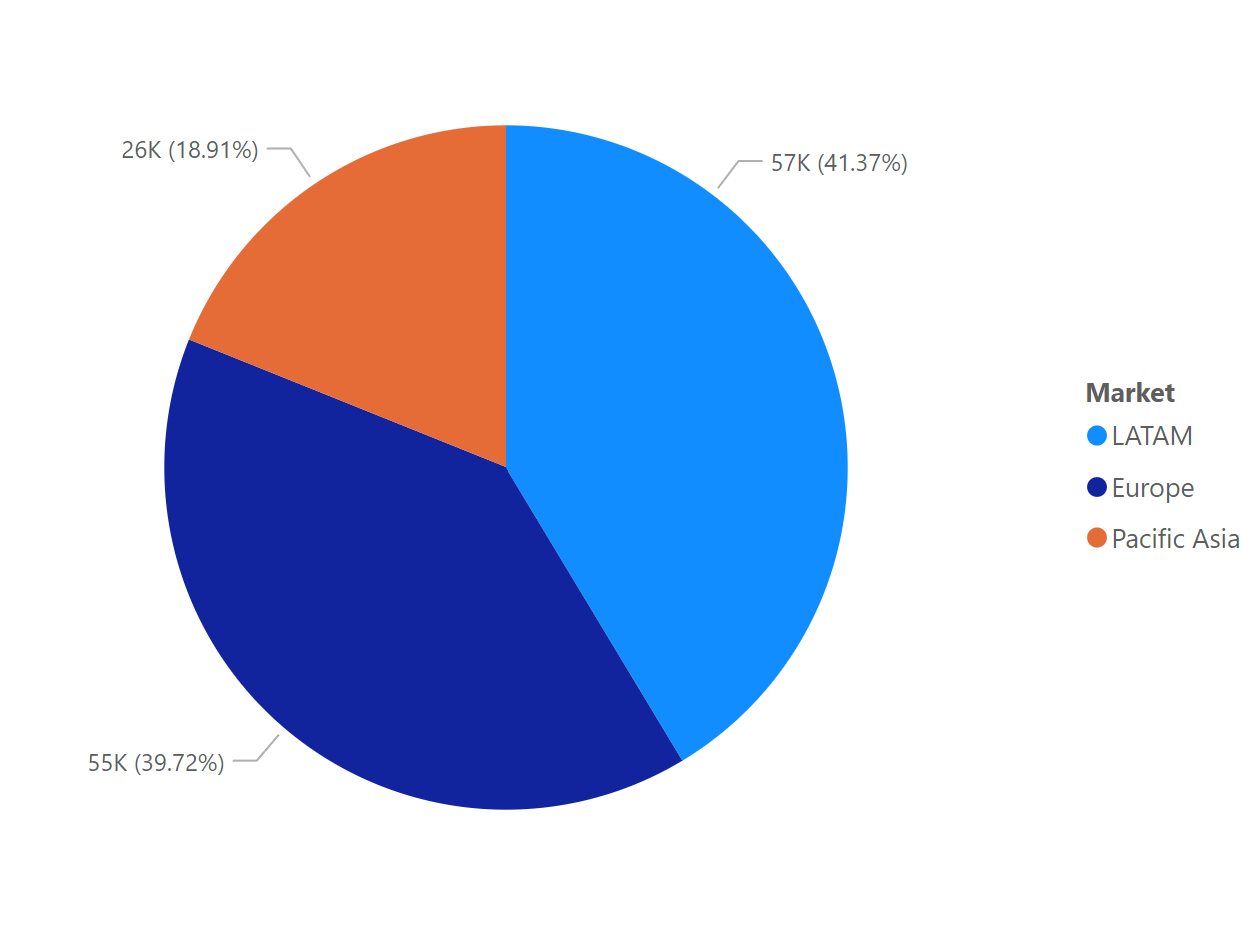 26K (18.91%)
57K (41.37%)
55K (39.72%)
Market
LATAM
Europe
Pacific Asia